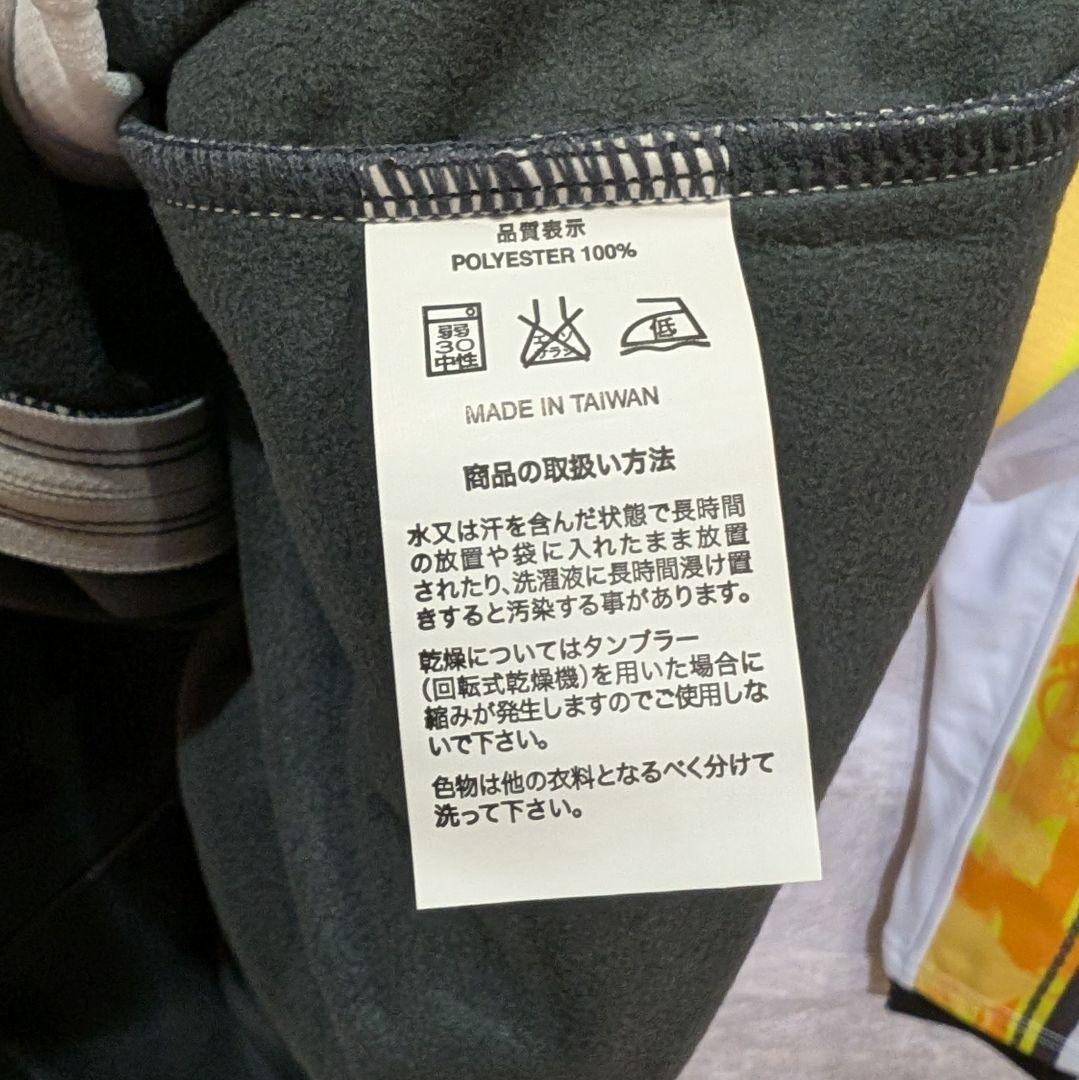 品質表示
POLYESTER 100%
弱
30
中性
エンソ
サラシ
低
MADE IN TAIWAN
商品の取扱い方法
水又は汗を含んだ状態で長時間
の放置や袋に入れたまま放置
されたり、洗濯液に長時間浸け置
きすると汚染する事があります。
乾燥についてはタンブラー
(回転式乾燥機)を用いた場合に
縮みが発生しますのでご使用しな
いで下さい。
色物は他の衣料となるべく分けて
洗って下さい。